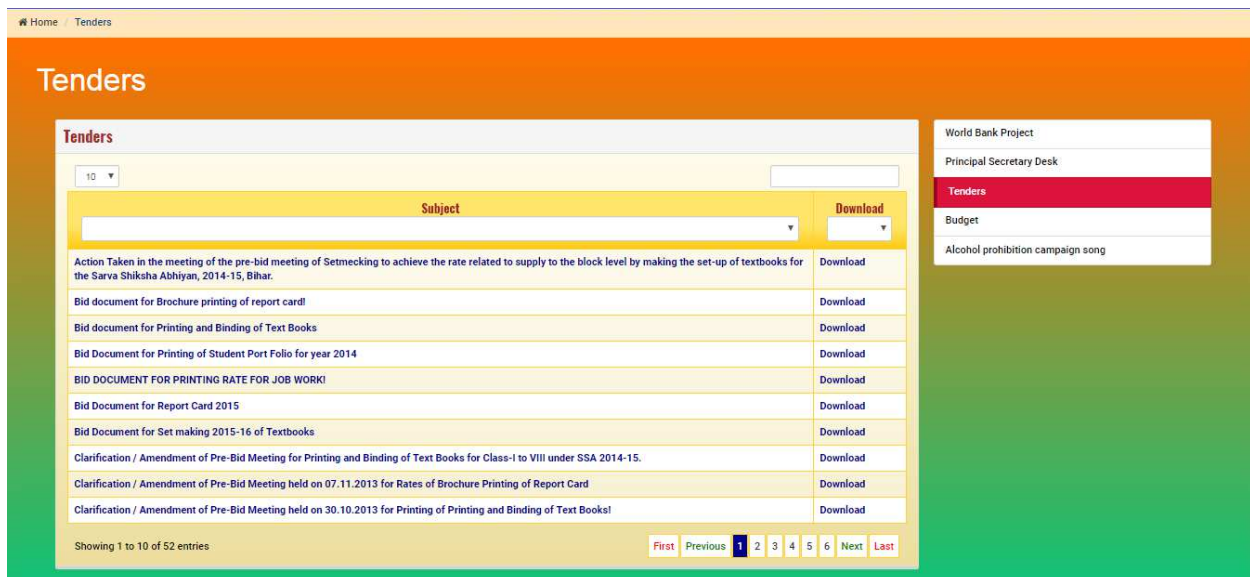 Home / Tenders
Tenders
Tenders
10
Subject Download
Action Taken in the meeting of the pre-bid meeting of Setmecking to achieve the rate related to supply to the block level by making the set-up of textbooks for Download
the Sarva Shiksha Abhiyan, 2014-15, Bihar.
Bid document for Brochure printing of report card! Download
Bid document for Printing and Binding of Text Books Download
Bid Document for Printing of Student Port Folio for year 2014 Download
BID DOCUMENT FOR PRINTING RATE FOR JOB WORK! Download
Bid Document for Report Card 2015 Download
Bid Document for Set making 2015-16 of Textbooks Download
Clarification / Amendment of Pre-Bid Meeting for Printing and Binding of Text Books for Class-I to VIII under SSA 2014-15. Download
Clarification / Amendment of Pre-Bid Meeting held on 07.11.2013 for Rates of Brochure Printing of Report Card Download
Clarification / Amendment of Pre-Bid Meeting held on 30.10.2013 for Printing of Printing and Binding of Text Books! Download
Showing 1 to 10 of 52 entries First Previous 1 2 3 4 5 6 Next Last
World Bank Project
Principal Secretary Desk
Tenders
Budget
Alcohol prohibition campaign song